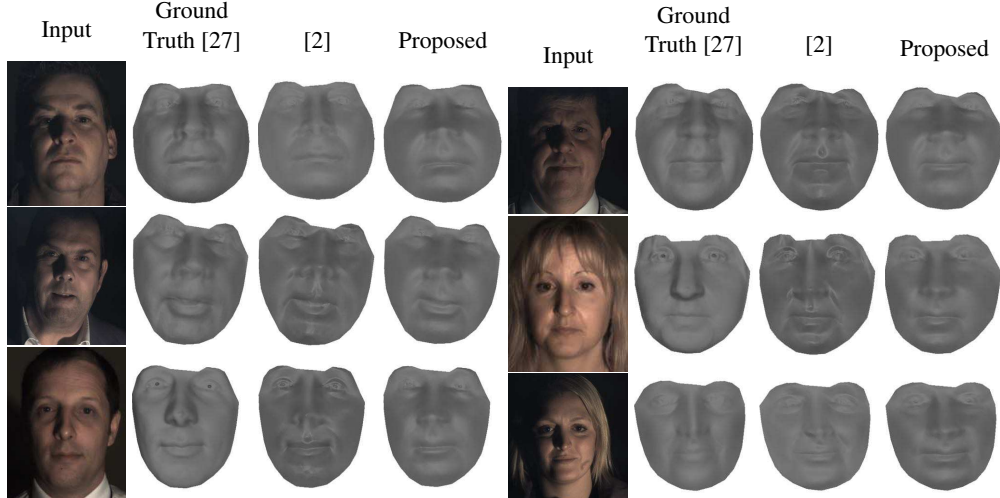 Input
Ground
Truth [27]
[2]
Proposed
Input
Ground
Truth [27]
[2]
Proposed